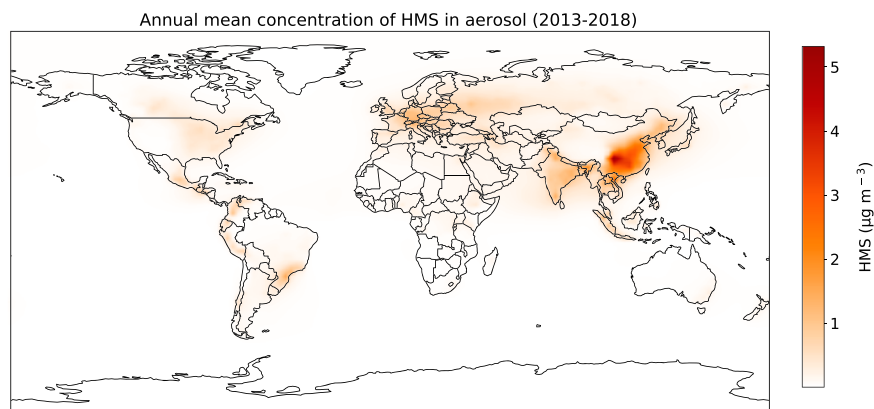 Annual mean concentration of HMS in aerosol (2013-2018)
5
4
3
2
1
HMS (μg m⁻³)